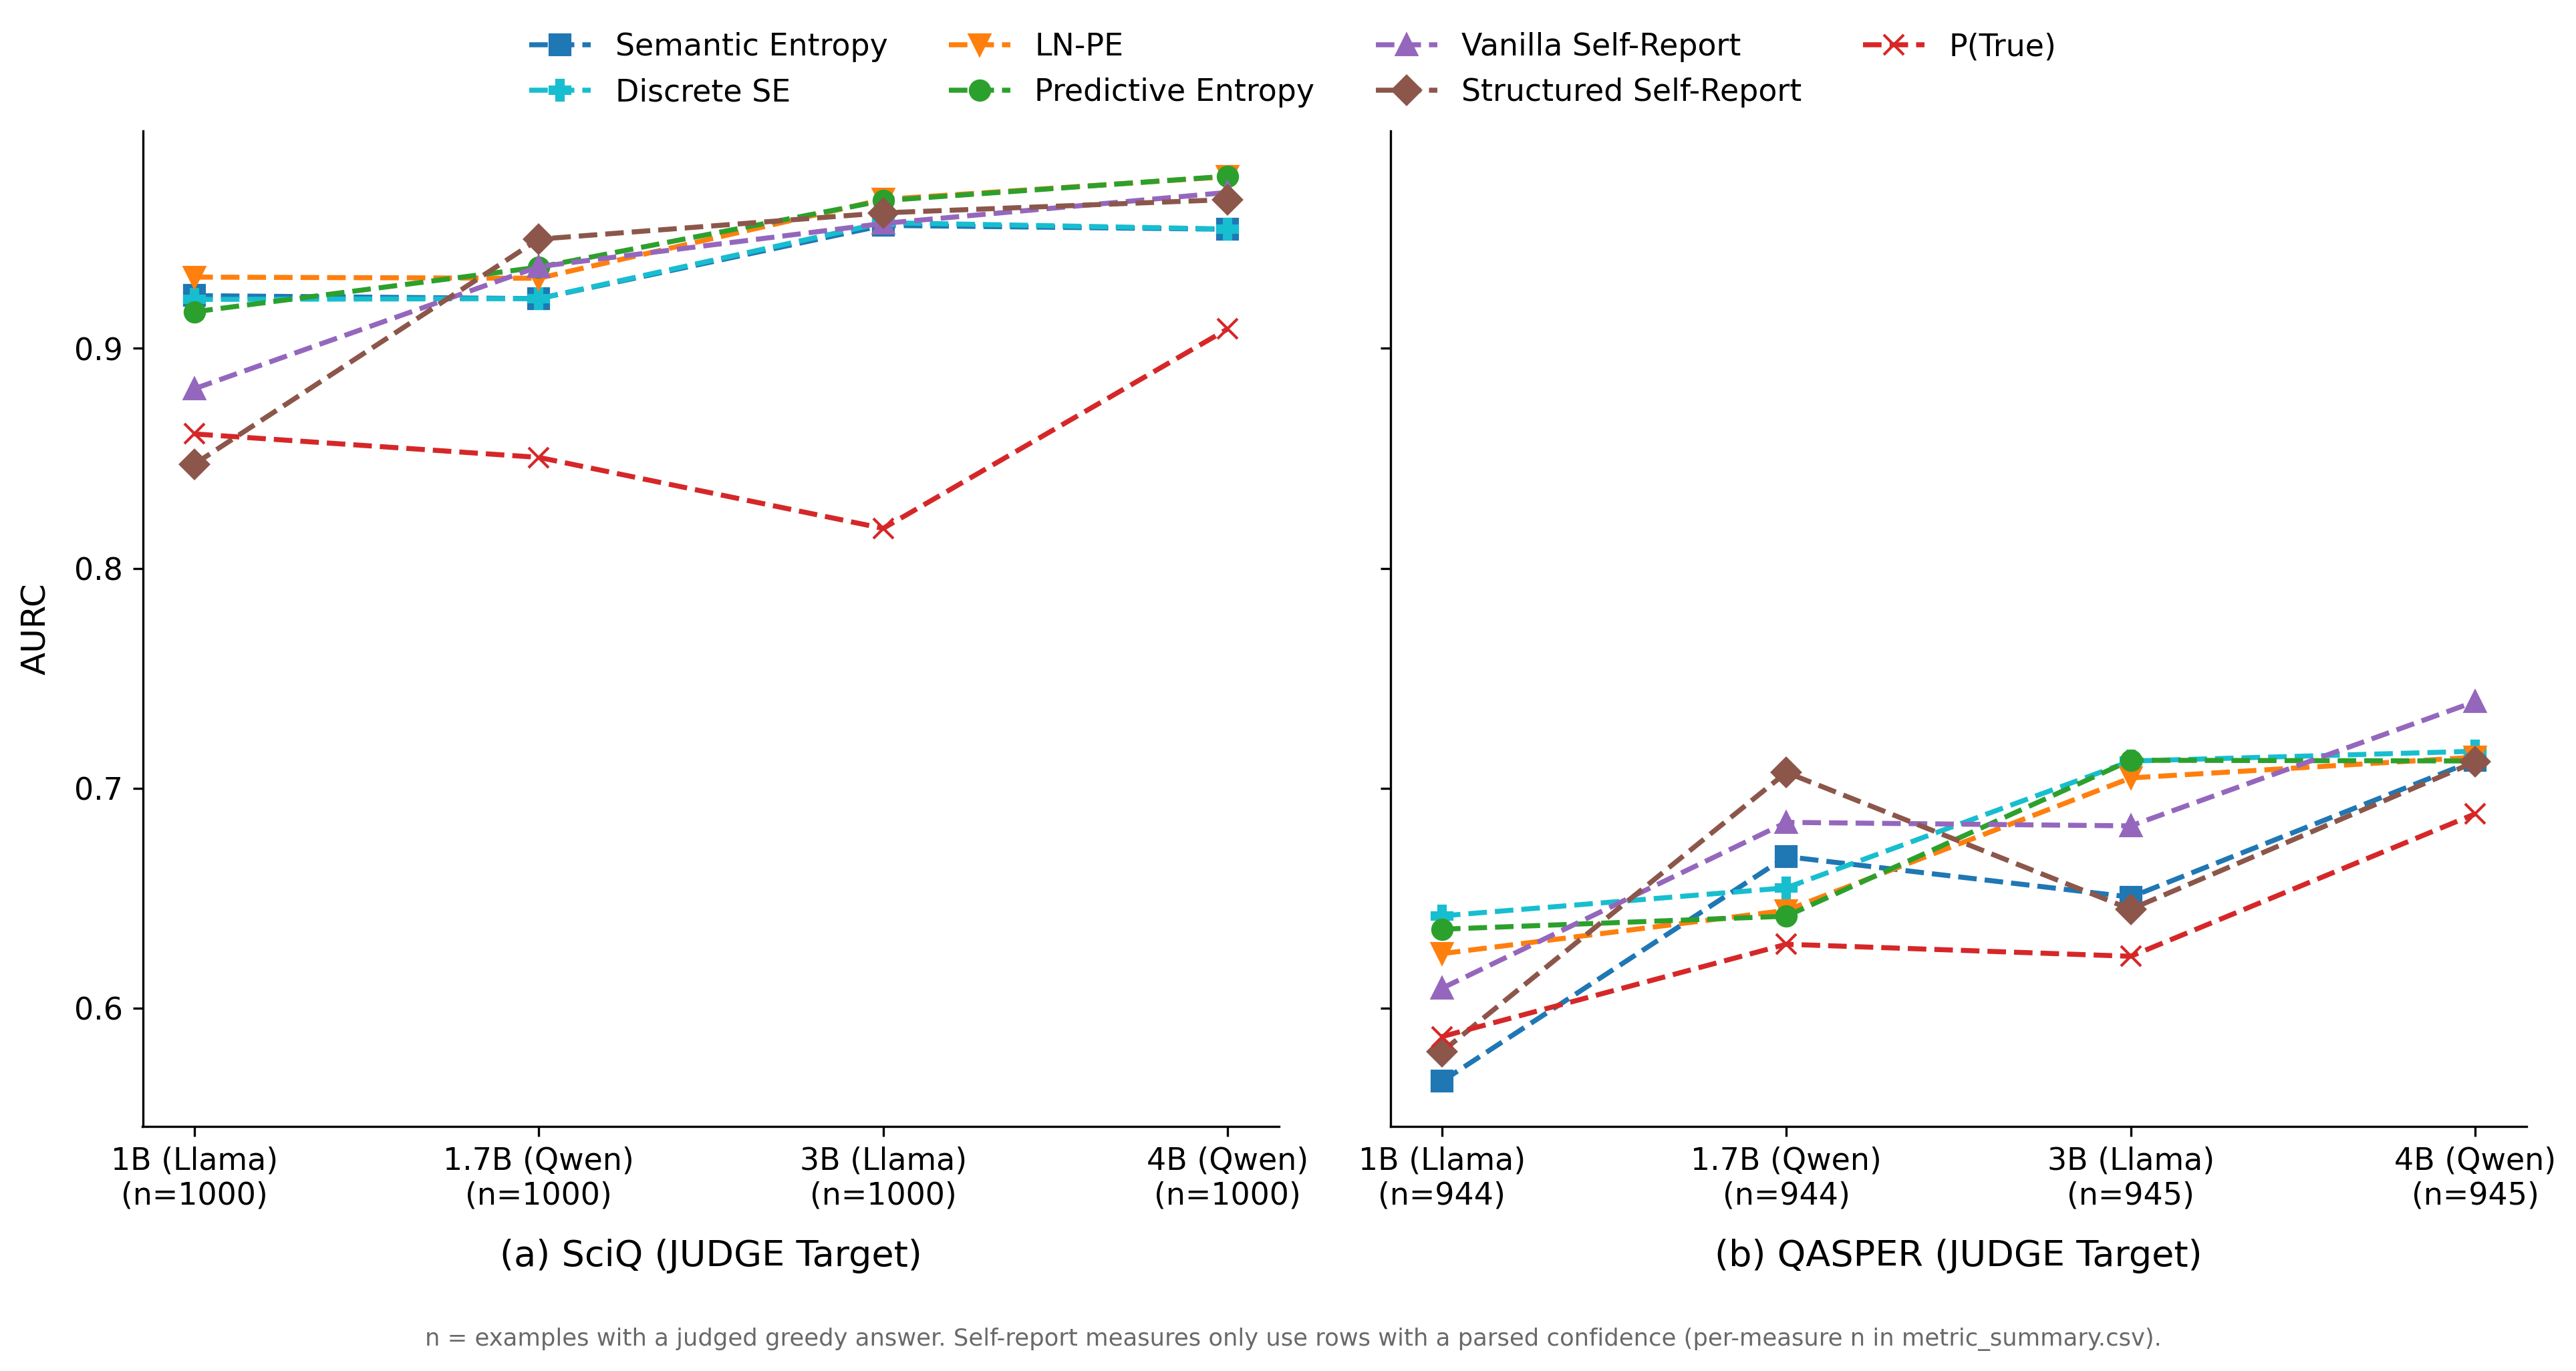 Semantic Entropy
Discrete SE
LN-PE
Predictive Entropy
Vanilla Self-Report
Structured Self-Report
P(True)
AURC
0.9
0.8
0.7
0.6
1B (Llama)
(n=1000)
1.7B (Qwen)
(n=1000)
3B (Llama)
(n=1000)
4B (Qwen)
(n=1000)
(a) SciQ (JUDGE Target)
1B (Llama)
(n=944)
1.7B (Qwen)
(n=944)
3B (Llama)
(n=945)
4B (Qwen)
(n=945)
(b) QASPER (JUDGE Target)
n = examples with a judged greedy answer. Self-report measures only use rows with a parsed confidence (per-measure n in metric_summary.csv).